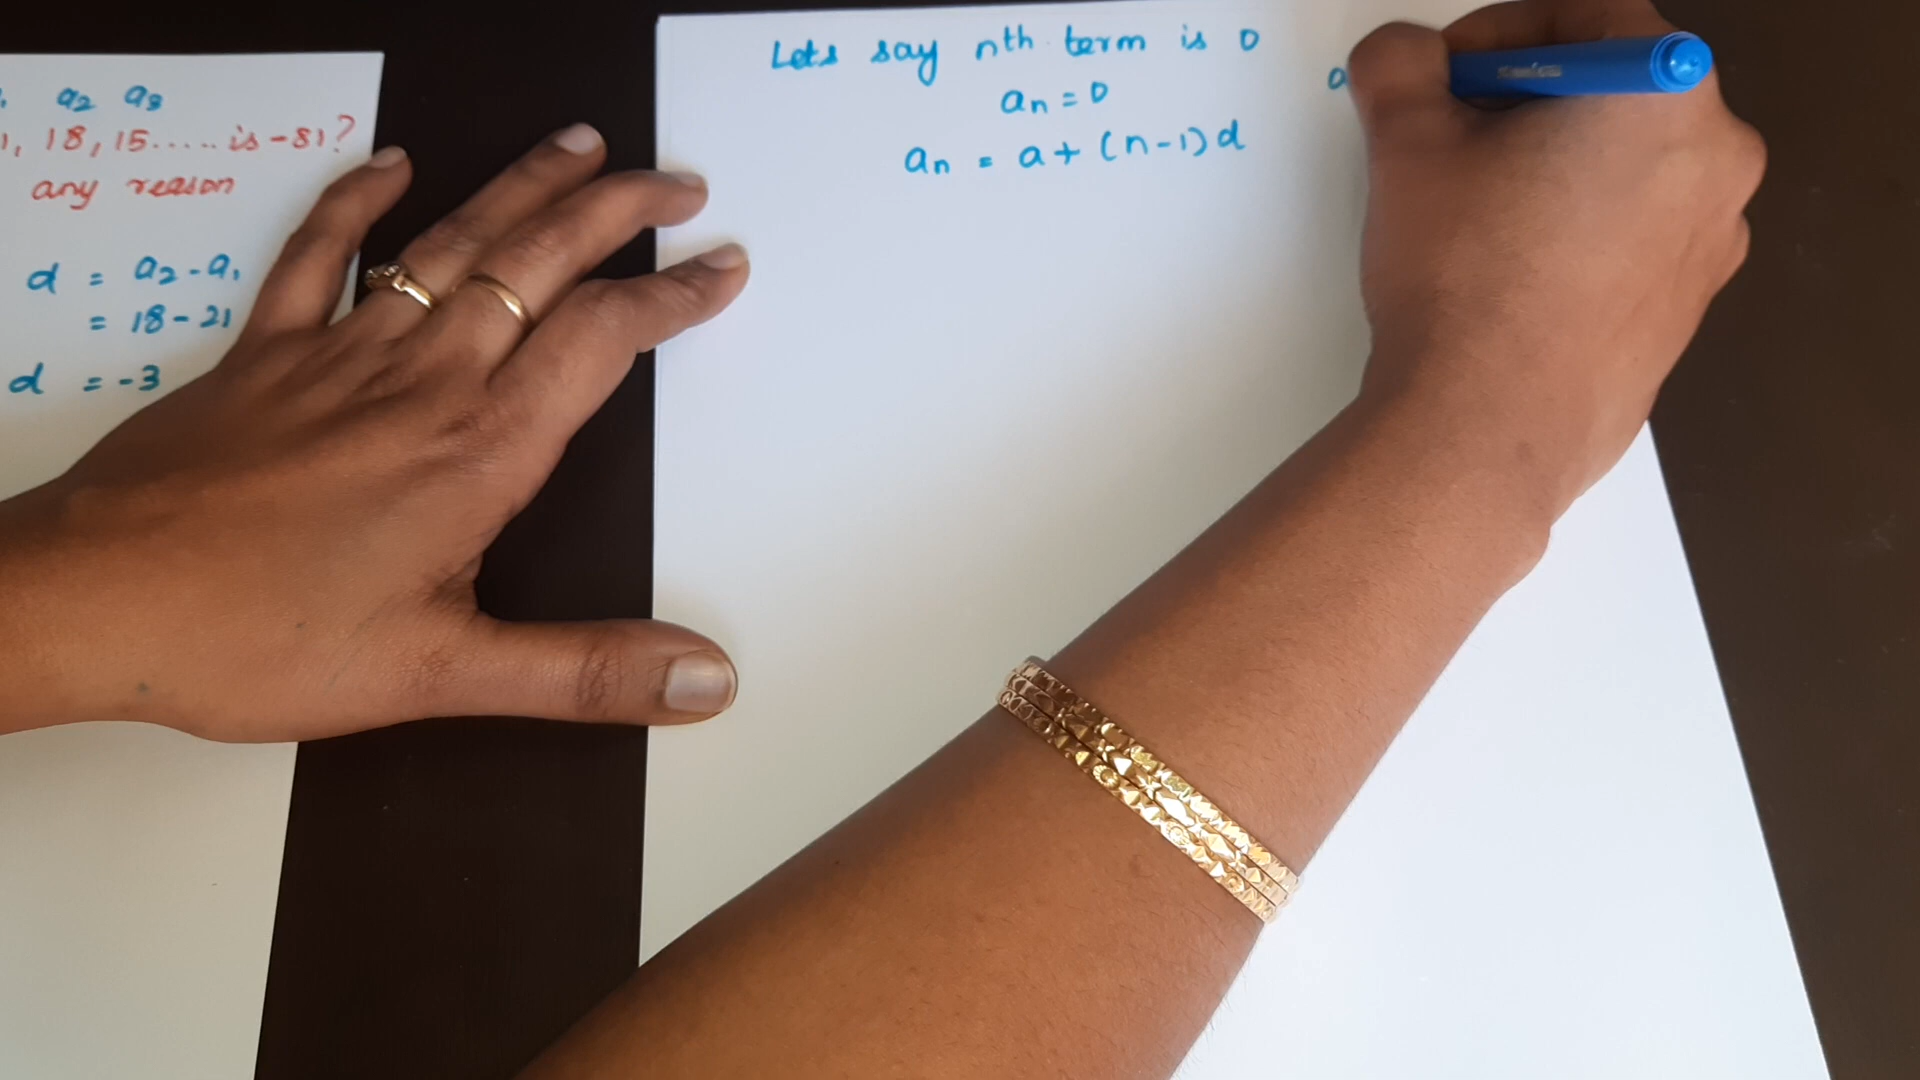 a2 a3
18, 15..... is -81?
any reason
d = a2 - a1
= 18 - 21
d = -3
Lets say nth term is 0
an = 0
an = a + (n-1)d
a